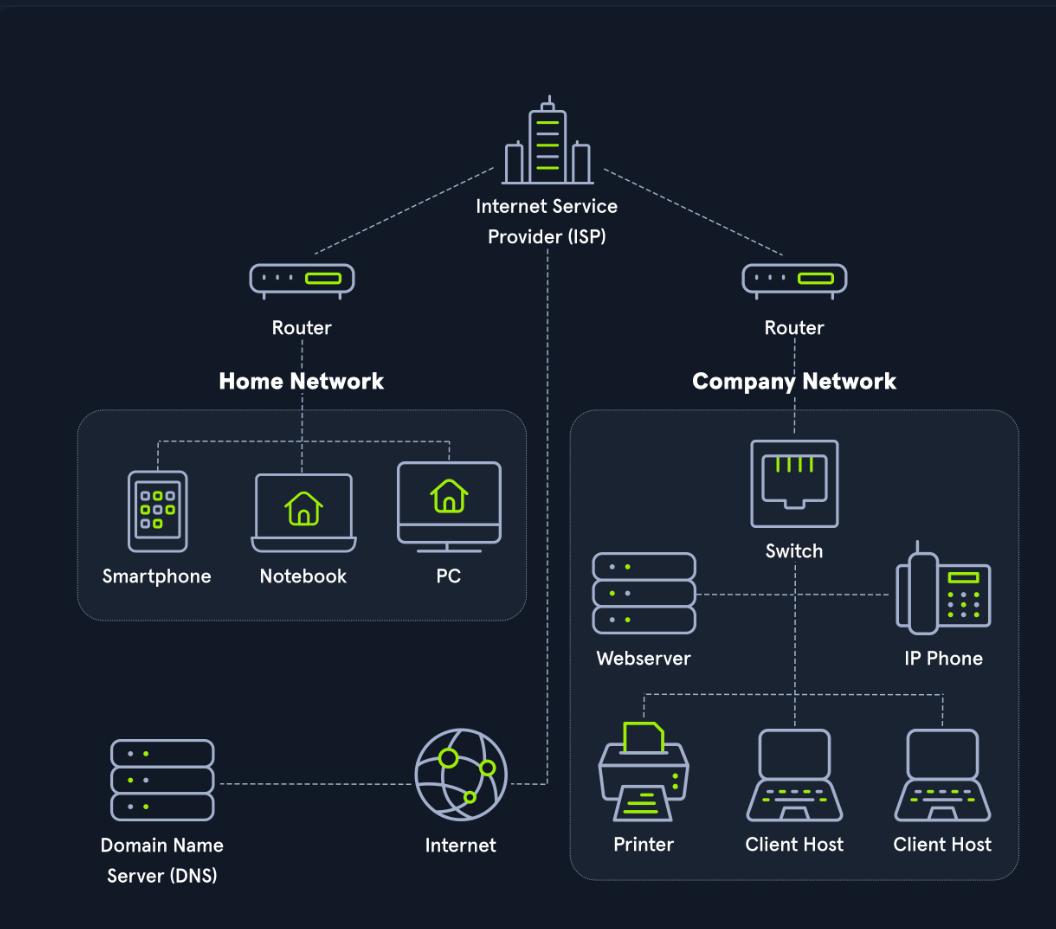 Internet Service
Provider (ISP)
Router
Router
Home Network
Company Network
Smartphone
Notebook
PC
Switch
Webserver
IP Phone
Domain Name
Server (DNS)
Internet
Printer
Client Host
Client Host